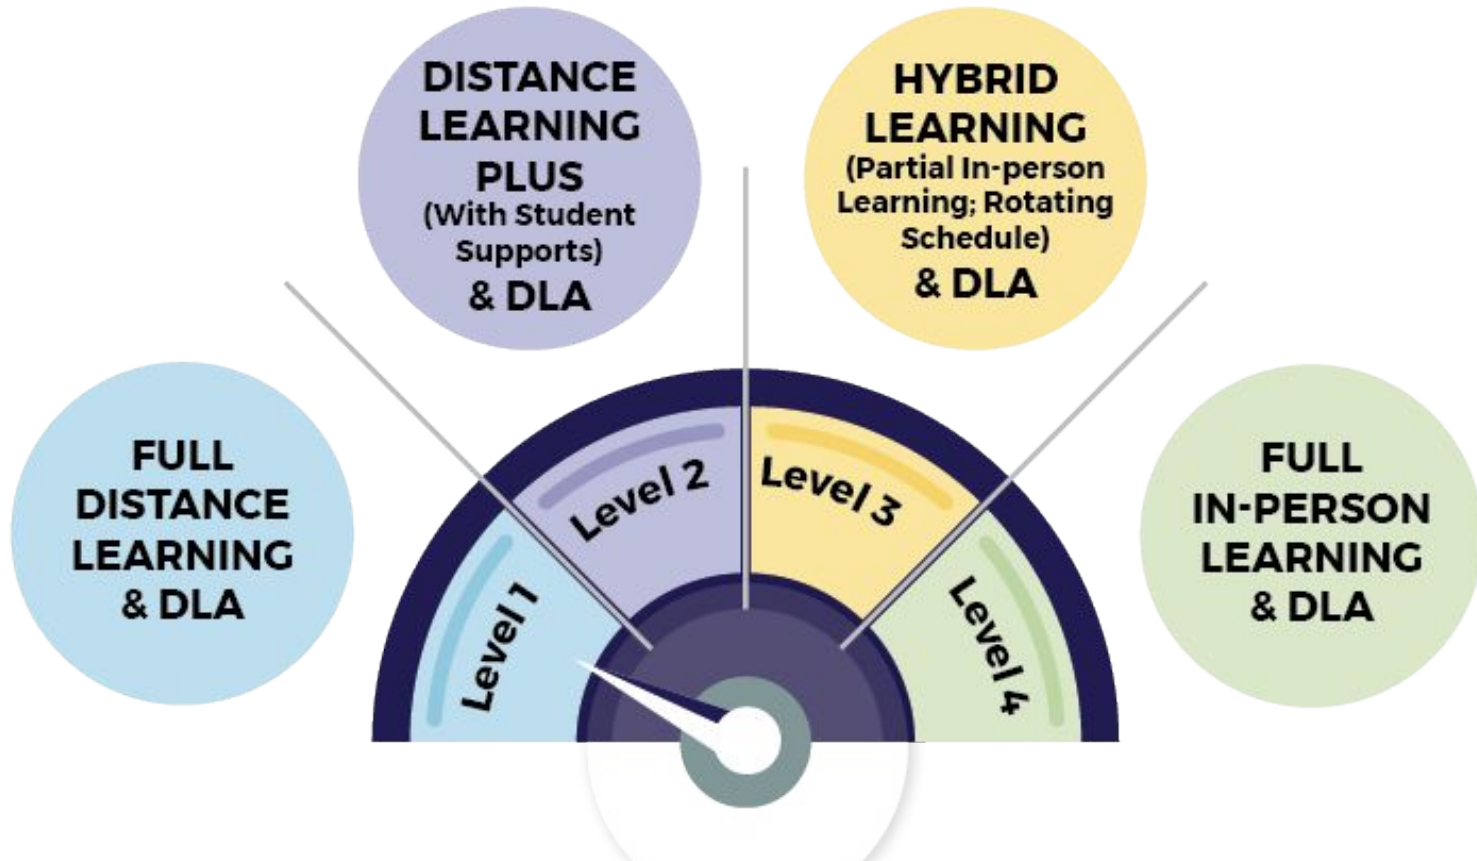 DISTANCE
LEARNING
PLUS
(With Student
Supports)
& DLA
HYBRID
LEARNING
(Partial In-person
Learning; Rotating
Schedule)
& DLA
FULL
DISTANCE
LEARNING
& DLA
FULL
IN-PERSON
LEARNING
& DLA
Level 1
Level 2
Level 3
Level 4